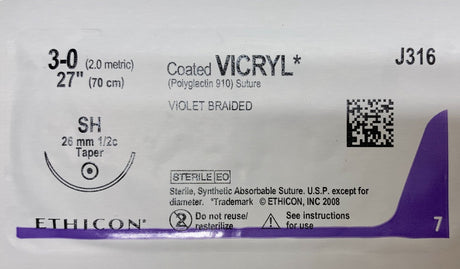 3-0 (2.0 metric)
27" (70 cm)
Coated VICRYL*
(Polyglactin 910) Suture
J316
VIOLET BRAIDED
SH
26 mm 1/2c
Taper
STERILE EO
Sterile, Synthetic Absorbable Suture. U.S.P. except for
diameter. *Trademark © ETHICON, INC 2008
2 Do not reuse/
resterilize
See instructions
for use
ETHICON*
7